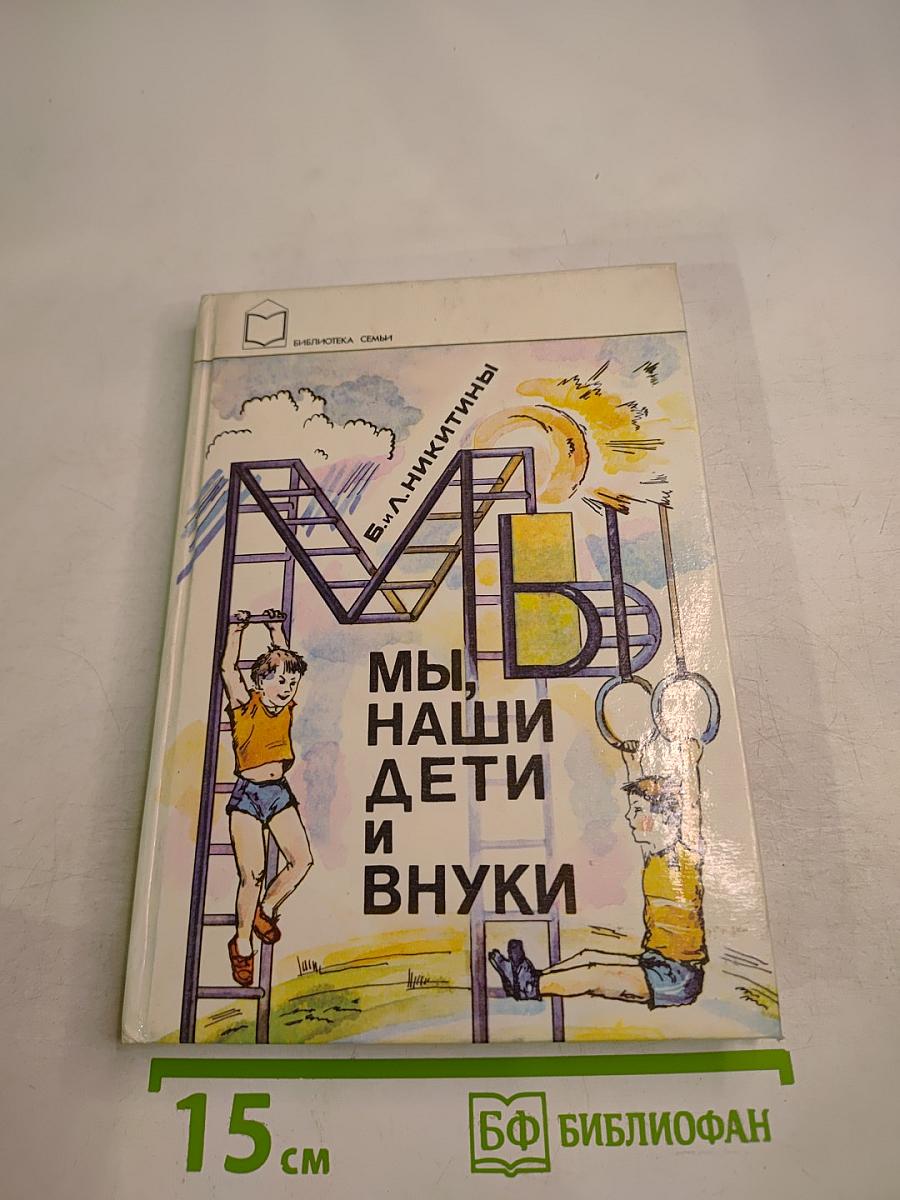 БИБЛИОТЕКА СЕМЬИ
Б. и Л. НИКИТИНЫ
МЫ
МЫ,
НАШИ
ДЕТИ
И
ВНУКИ
15 см
БФ БИБЛИОФАН